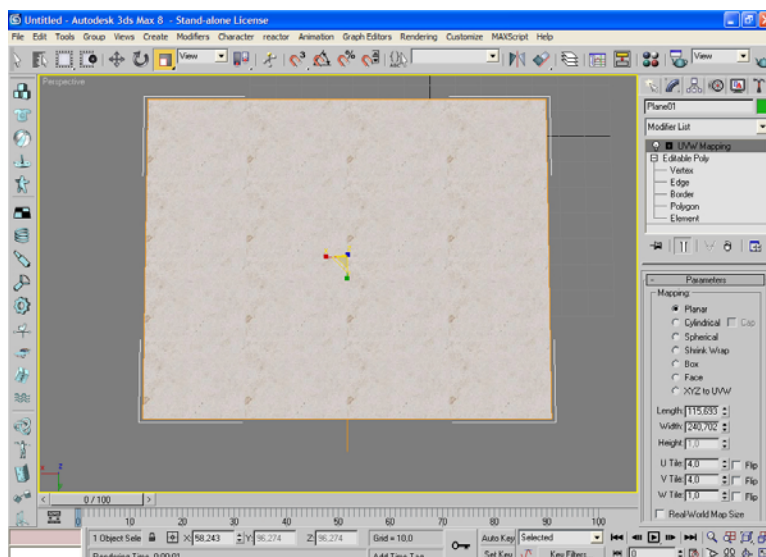 Untitled - Autodesk 3ds Max 8 - Stand-alone License
File Edit Tools Group Views Create Modifiers Character reactor Animation Graph Editors Rendering Customize MAXScript Help
View
View
Perspective
Plane01
Modifier List
UVW Mapping
Editable Poly
Vertex
Edge
Border
Polygon
Element
Parameters
Mapping:
Planar
Cylindrical Cap
Spherical
Shrink Wrap
Box
Face
XYZ to UVW
Length: 115,693
Width: 240,702
Height: 1,0
U Tile: 4,0 Flip
V Tile: 4,0 Flip
W Tile: 1,0 Flip
Real-World Map Size
0 / 100
0 10 20 30 40 50 60 70 80 90 100
1 Object Sele X: 58,243 Y: 96,274 Z: 96,274 Grid = 10,0 Auto Key Selected
Rendering Time 0:00:01 Add Time Tag Set Key Key Filters 0